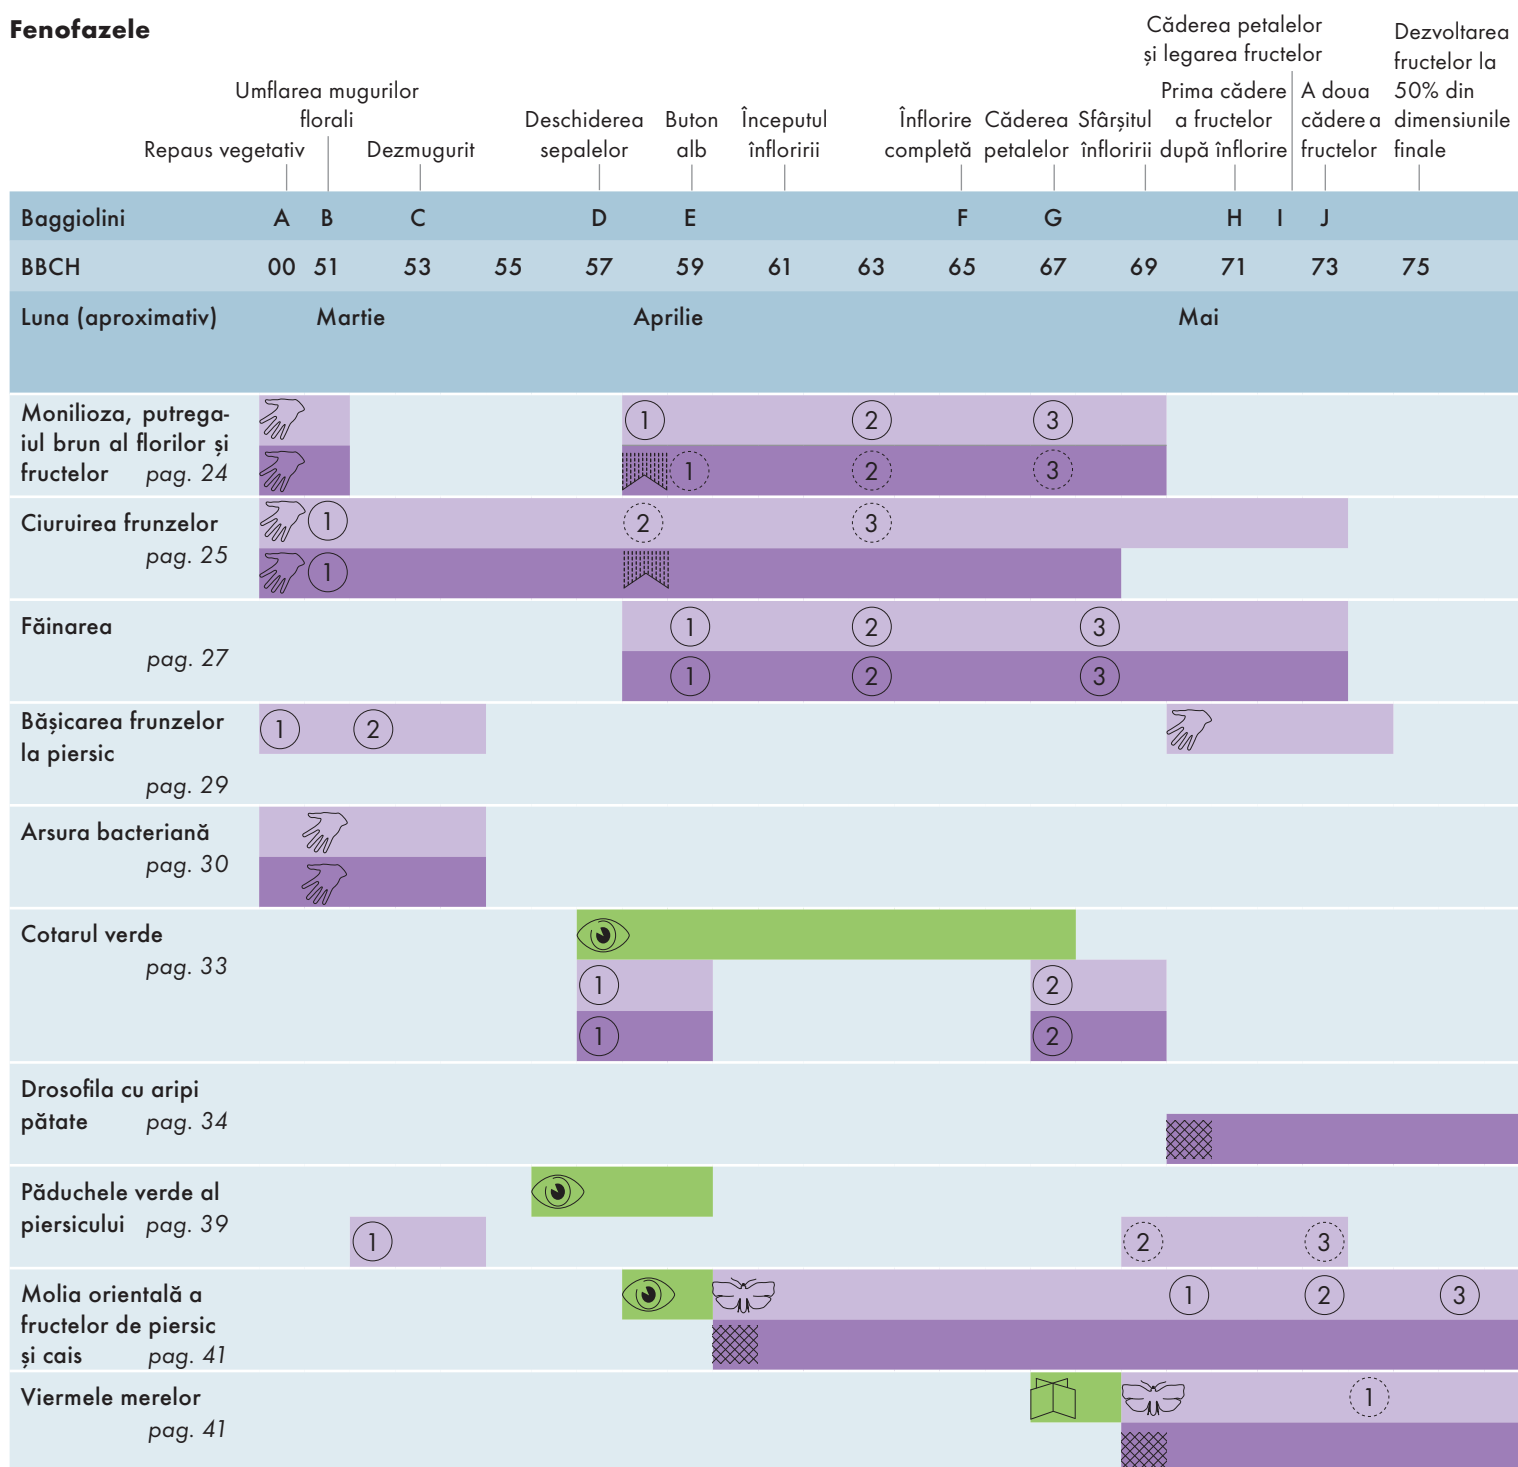 Fenofazele
Căderea petalelor
și legarea fructelor
Dezvoltarea
fructelor la
50% din
dimensiunile
finale
Umflarea mugurilor
florali
Prima cădere
a fructelor
după înflorire
A doua
cădere a
fructelor
Repaus vegetativ
Dezmugurit
Deschiderea
sepalelor
Buton
alb
Începutul
înfloririi
Înflorire
completă
Căderea
petalelor
Sfârșitul
înfloririi
Baggiolini A B C D E F G H I J
BBCH 00 51 53 55 57 59 61 63 65 67 69 71 73 75
Luna (aproximativ) Martie Aprilie Mai
Monilioza, putrega-
iul brun al florilor și
fructelor pag. 24
1 2 3
1 2 3
Ciuruirea frunzelor
pag. 25
1 2 3
1
Făinarea
pag. 27
1 2 3
1 2 3
Bășicarea frunzelor
la piersic
pag. 29
1 2
Arsura bacteriană
pag. 30
Cotarul verde
pag. 33
1 2
1 2
Drosofila cu aripi
pătate pag. 34
Păduchele verde al
piersicului pag. 39
1 2 3
Molia orientală a
fructelor de piersic
și cais pag. 41
1 2 3
Viermele merelor
pag. 41
1